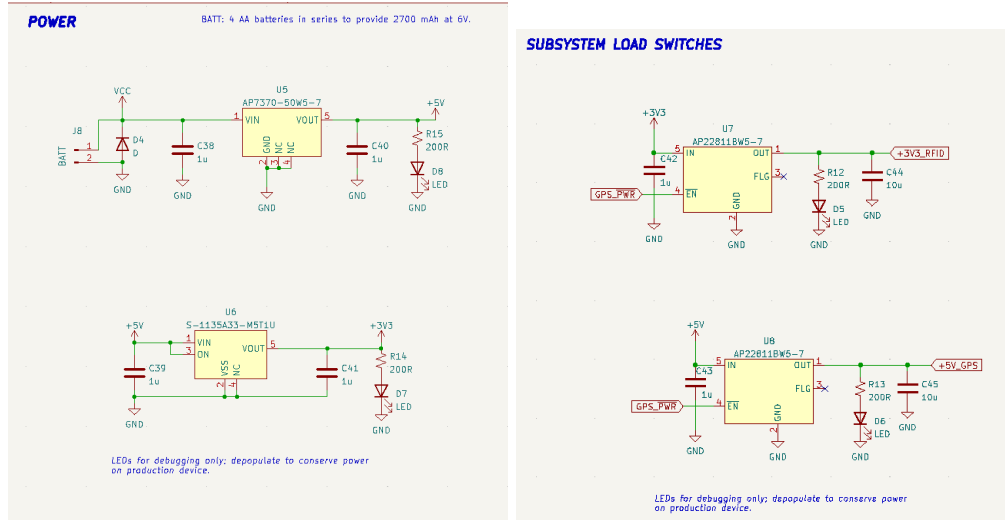 POWER
BATT: 4 AA batteries in series to provide 2700 mAh at 6V.
VCC
J8
BATT
1
2
D4
D
GND
C38
1u
GND
U5
AP7370-50W5-7
1
VIN
VOUT
5
GND
NC
NC
2
3
4
GND
C40
1u
GND
+5V
R15
200R
D8
LED
GND
+5V
C39
1u
GND
U6
S-1135A33-M5T1U
1
VIN
3
ON
VOUT
5
VSS
NC
2
4
C41
1u
+3V3
R14
200R
D7
LED
GND
LEDs for debugging only; depopulate to conserve power
on production device.
SUBSYSTEM LOAD SWITCHES
+3V3
C42
1u
GND
GPS_PWR
U7
AP22811BW5-7
5
IN
OUT
1
FLG
3
4
EN
GND
2
GND
R12
200R
D5
LED
GND
C44
10u
GND
+3V3_RFID
+5V
C43
1u
GND
GPS_PWR
U8
AP22811BW5-7
5
IN
OUT
1
FLG
3
4
EN
GND
2
GND
R13
200R
D6
LED
GND
C45
10u
GND
+5V_GPS
LEDs for debugging only; depopulate to conserve power
on production device.